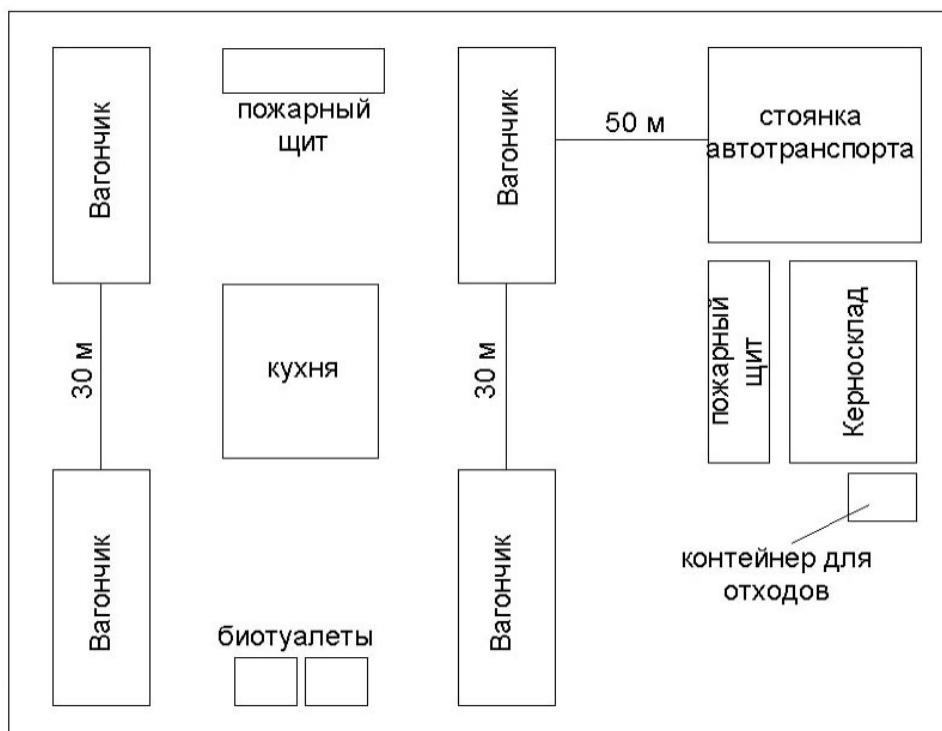 Вагончик
пожарный
щит
Вагончик
50 м
стоянка
автотранспорта
30 м
кухня
30 м
пожарный
щит
Керносклад
Вагончик
биотуалеты
Вагончик
контейнер для
отходов